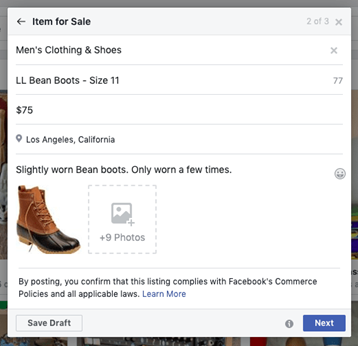 Item for Sale
2 of 3
Men's Clothing & Shoes
LL Bean Boots - Size 11
77
$75
Los Angeles, California
Slightly worn Bean boots. Only worn a few times.
+9 Photos
By posting, you confirm that this listing complies with Facebook's Commerce
Policies and all applicable laws. Learn More
Save Draft
Next